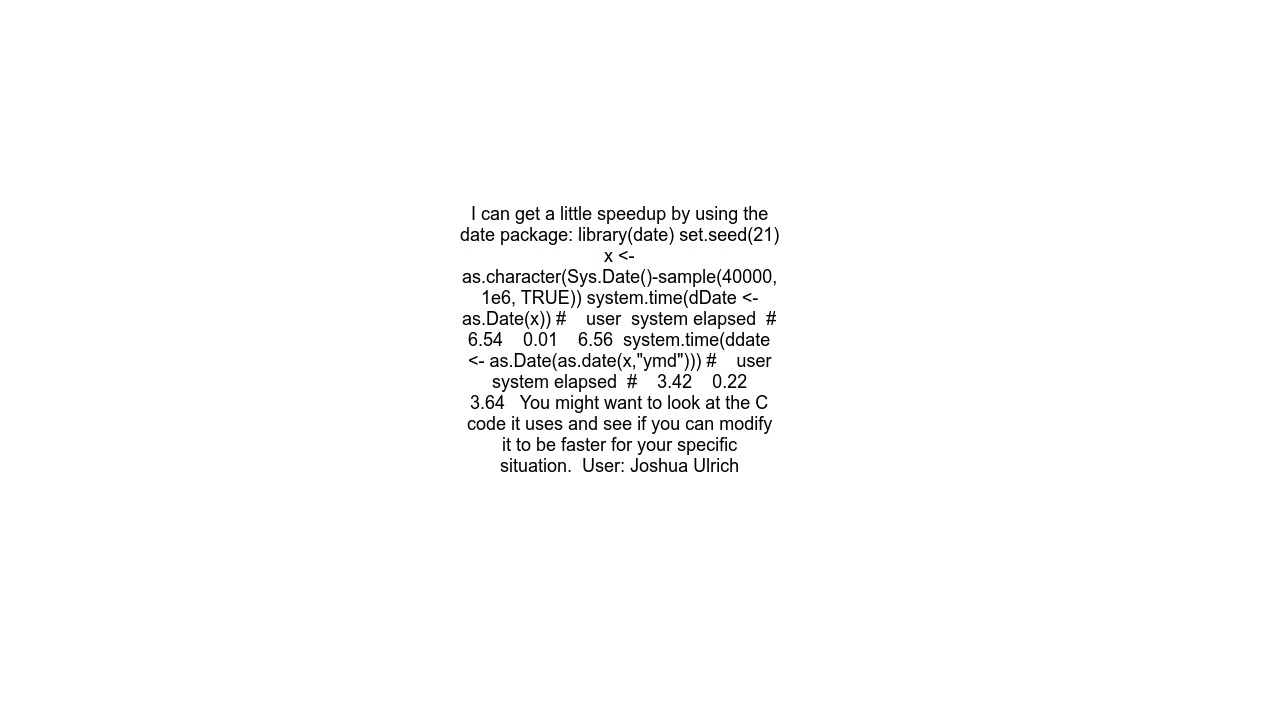 I can get a little speedup by using the
date package: library(date) set.seed(21)
x <-
as.character(Sys.Date()-sample(40000,
1e6, TRUE)) system.time(dDate <-
as.Date(x)) #    user  system elapsed  #
6.54    0.01    6.56  system.time(ddate
<- as.Date(as.date(x,"ymd"))) #    user
system elapsed  #    3.42    0.22
3.64   You might want to look at the C
code it uses and see if you can modify
it to be faster for your specific
situation.  User: Joshua Ulrich